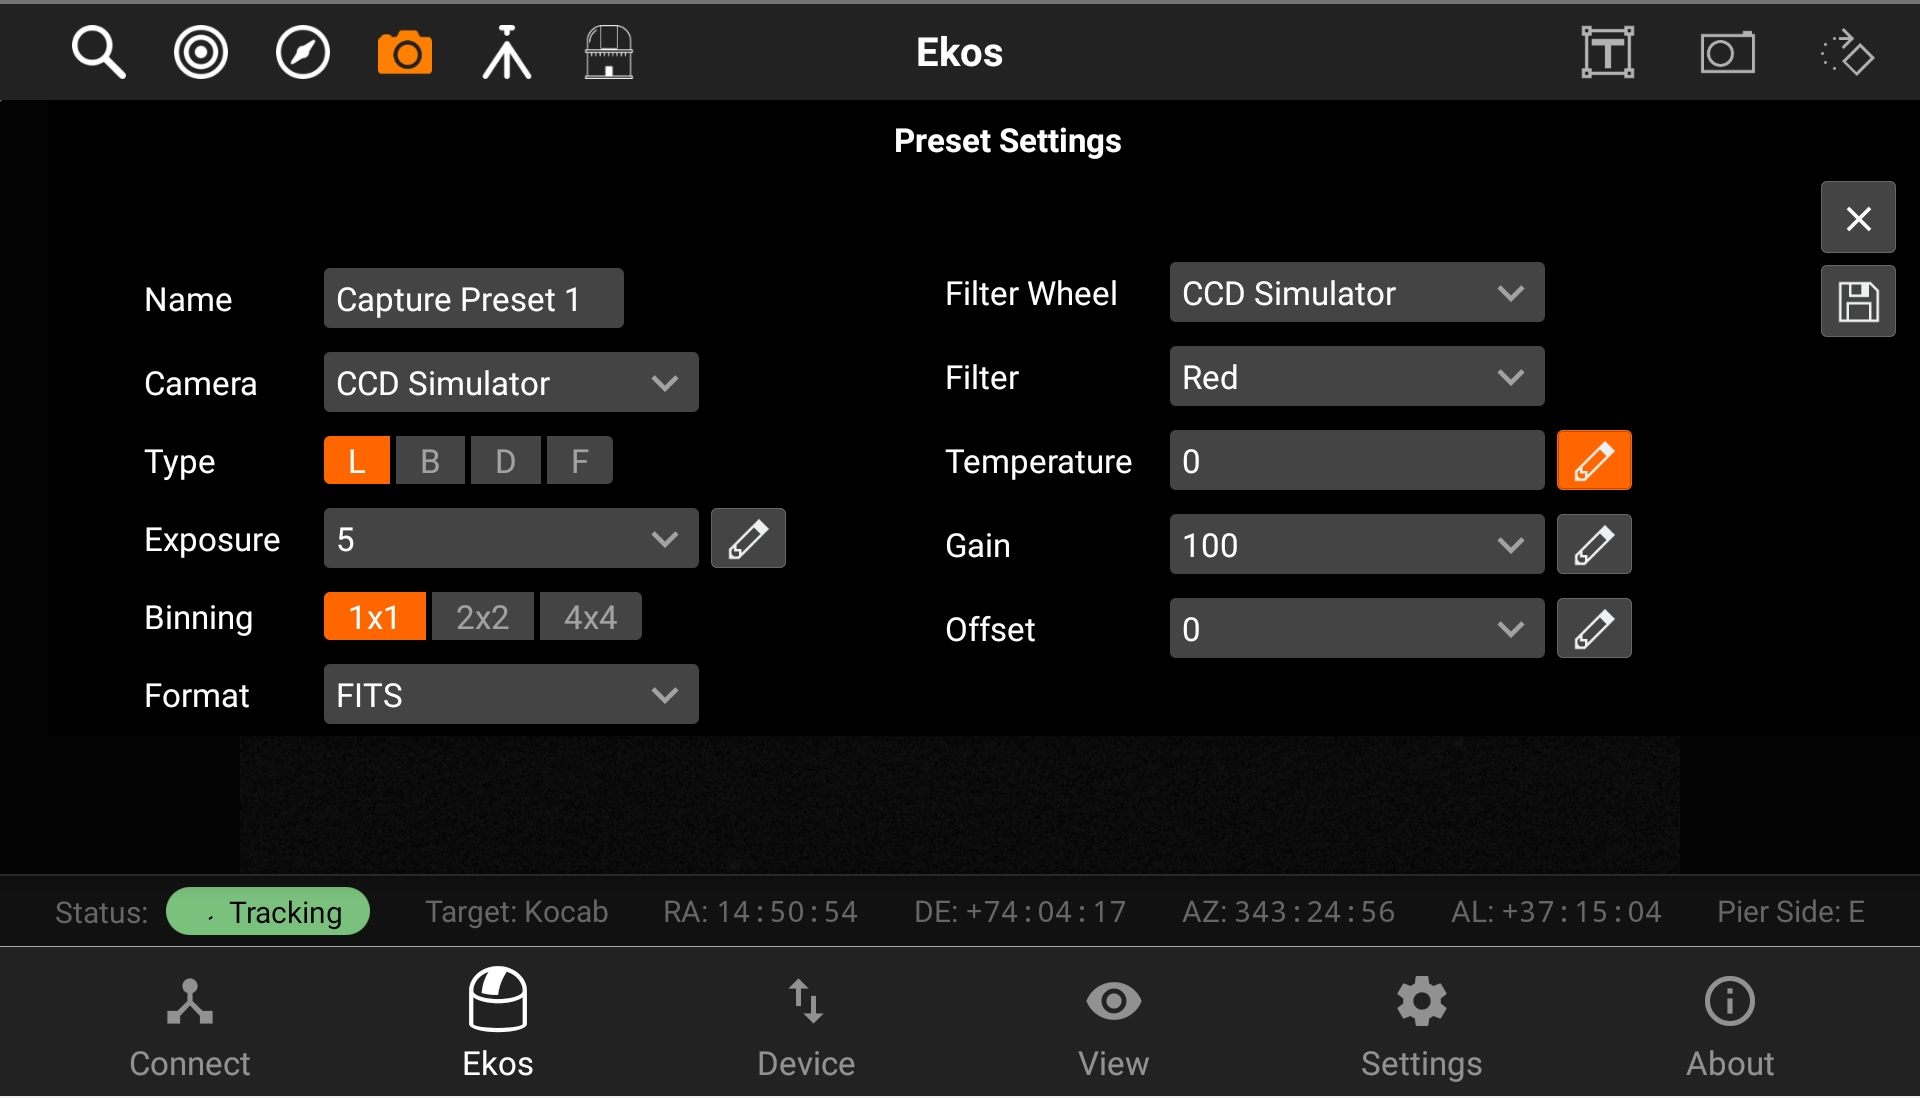 Ekos
Preset Settings
Name Capture Preset 1
Camera CCD Simulator
Type L B D F
Exposure 5
Binning 1x1 2x2 4x4
Format FITS
Filter Wheel CCD Simulator
Filter Red
Temperature 0
Gain 100
Offset 0
Status: Tracking Target: Kocab RA: 14:50:54 DE: +74:04:17 AZ: 343:24:56 AL: +37:15:04 Pier Side: E
Connect Ekos Device View Settings About